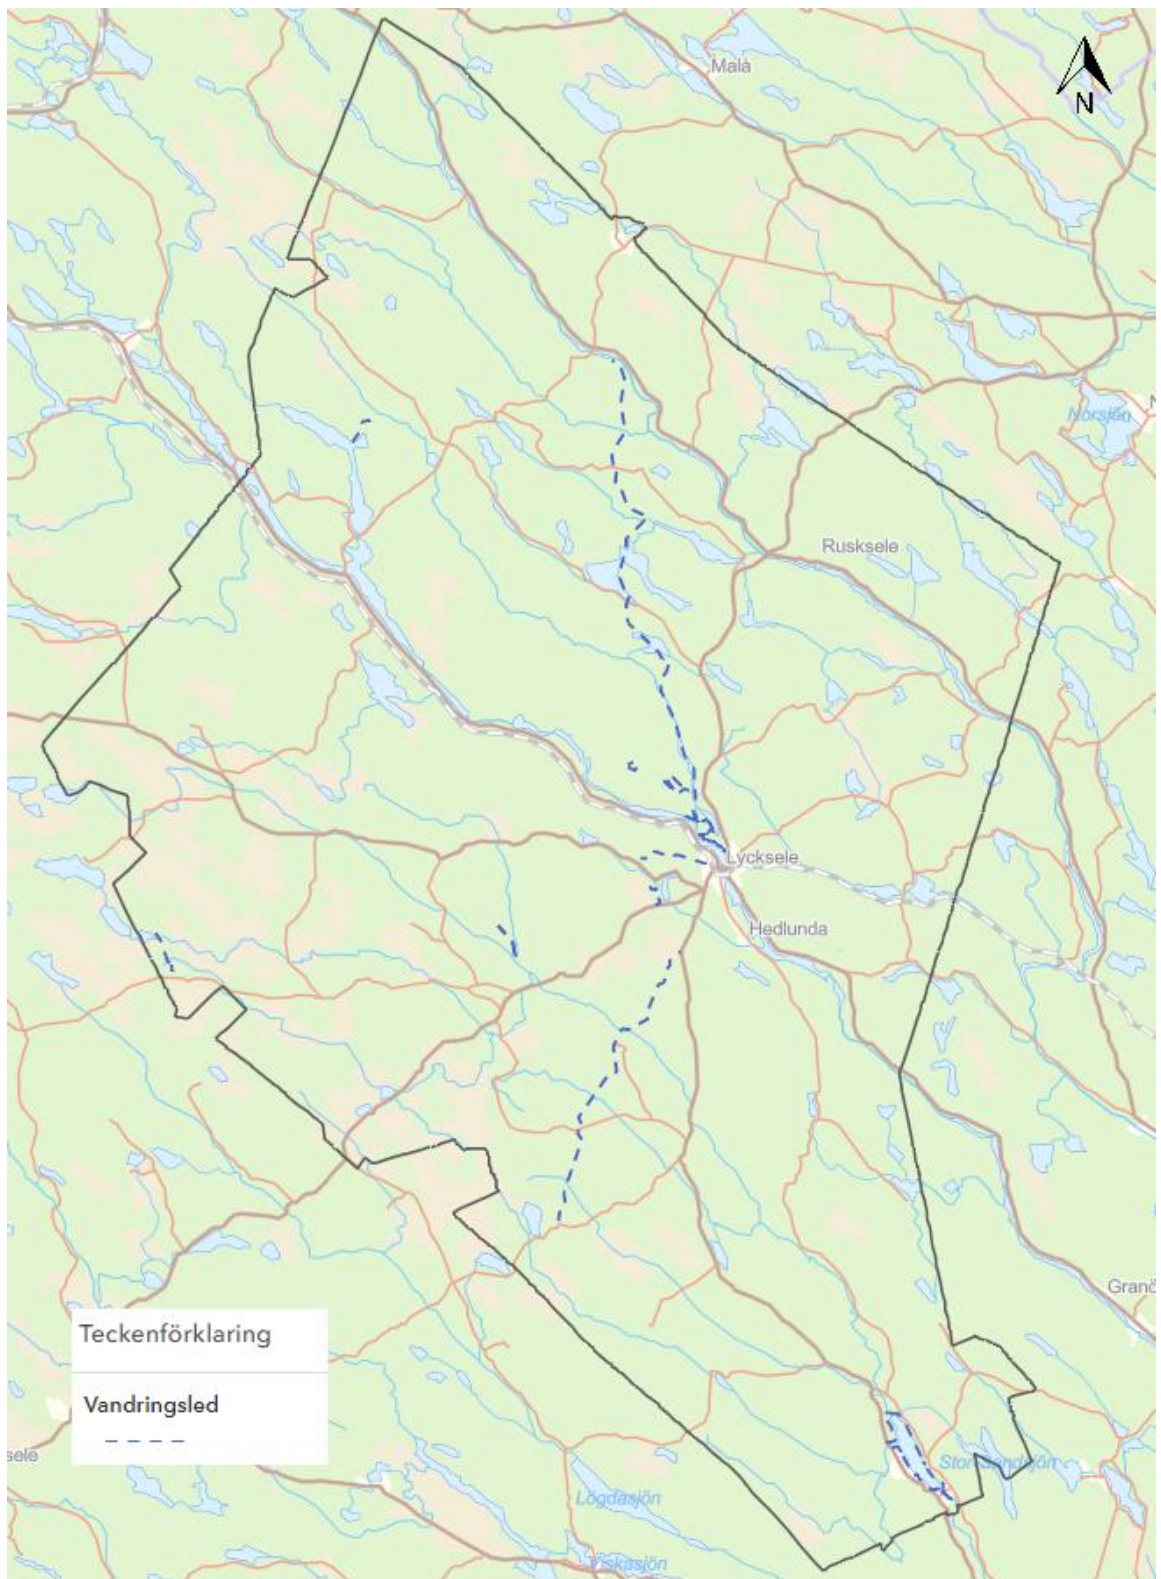 Malå
N
Norsjön
N
Rusksele
Lycksele
Hedlunda
Granö
Teckenförklaring
Vandringsled
sele
Stor-Sandsjön
Lögdasjön
Viskasjön